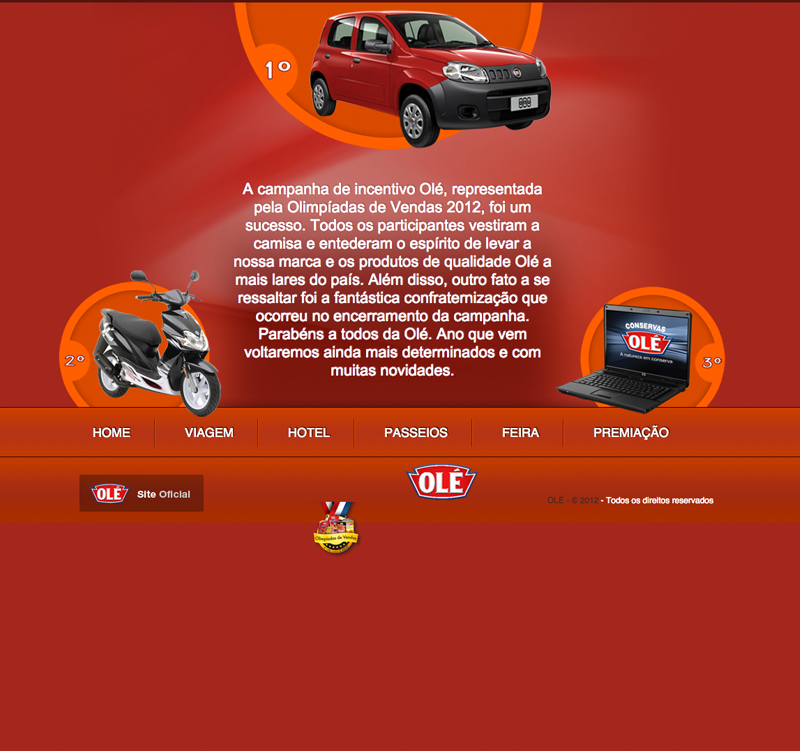 1º
A campanha de incentivo Olé, representada
pela Olimpíadas de Vendas 2012, foi um
sucesso. Todos os participantes vestiram a
camisa e entederam o espírito de levar a
nossa marca e os produtos de qualidade Olé a
mais lares do país. Além disso, outro fato a se
ressaltar foi a fantástica confraternização que
ocorreu no encerramento da campanha.
Parabéns a todos da Olé. Ano que vem
voltaremos ainda mais determinados e com
muitas novidades.
2º
CONSERVAS
OLÉ
A natureza em conserva
3º
HOME VIAGEM HOTEL PASSEIOS FEIRA PREMIAÇÃO
OLÉ Site Oficial
OLÉ
OLÉ - © 2012 - Todos os direitos reservados
Olimpíadas de Vendas